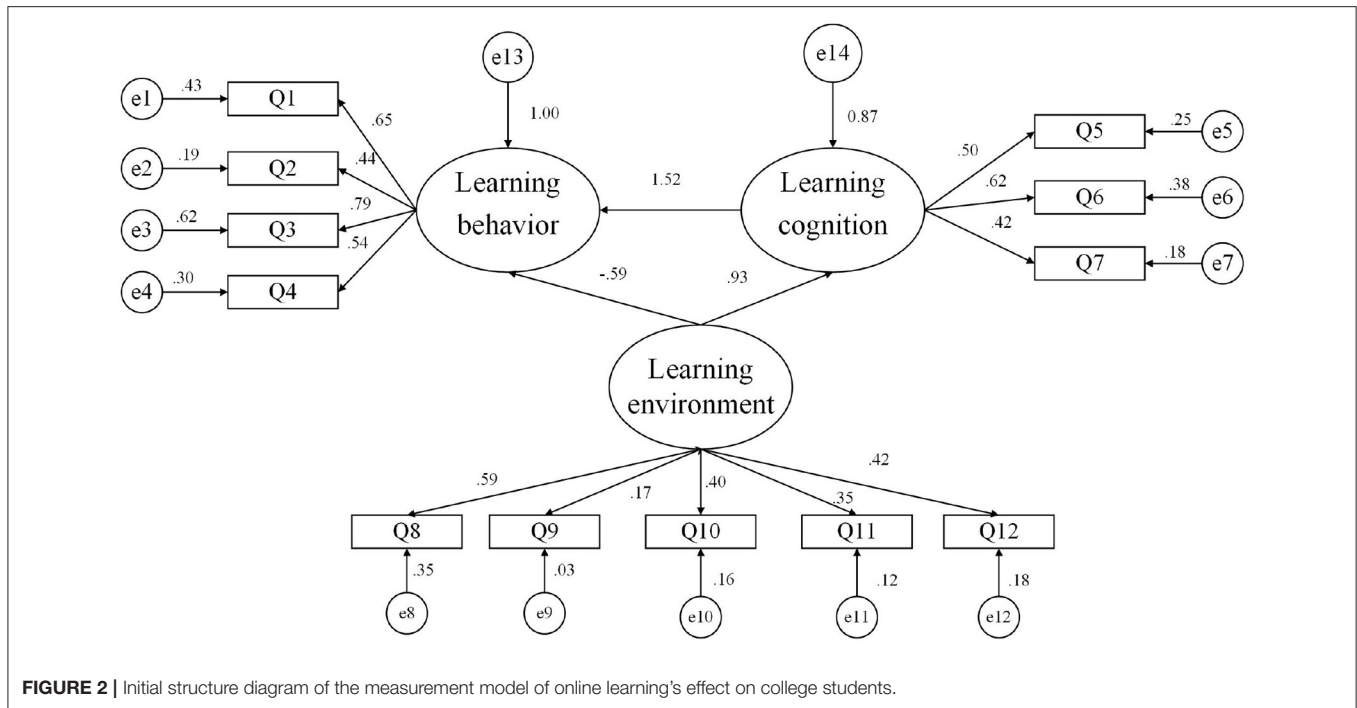 e13
e14
1.00
0.87
e1
.43
Q1
.65
e2
.19
Q2
.44
e3
.62
Q3
.79
e4
.30
Q4
.54
Learning
behavior
1.52
Learning
cognition
.50
Q5
.25
e5
.62
Q6
.38
e6
.42
Q7
.18
e7
-.59
.93
Learning
environment
.59
.17
.40
.35
.42
Q8
Q9
Q10
Q11
Q12
.35
.03
.16
.12
.18
e8
e9
e10
e11
e12
FIGURE 2 | Initial structure diagram of the measurement model of online learning's effect on college students.